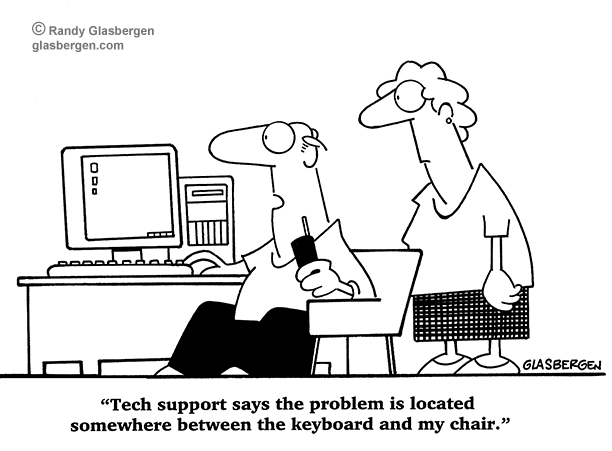 © Randy Glasbergen
glasbergen.com
GLASBERGEN
“Tech support says the problem is located
somewhere between the keyboard and my chair.”